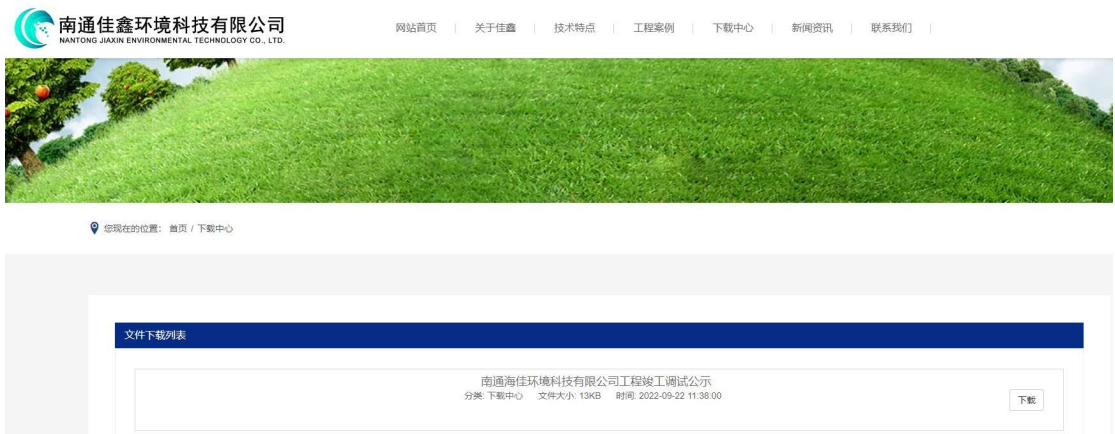 南通佳鑫环境科技有限公司
NANTONG JIAXIN ENVIRONMENTAL TECHNOLOGY CO., LTD.
网站首页 | 关于佳鑫 | 技术特点 | 工程案例 | 下载中心 | 新闻资讯 | 联系我们 |
您现在的位置： 首页 / 下载中心
文件下载列表
南通海佳环境科技有限公司工程竣工调试公示
分类: 下载中心 文件大小: 13KB 时间: 2022-09-22 11:38:00
下载